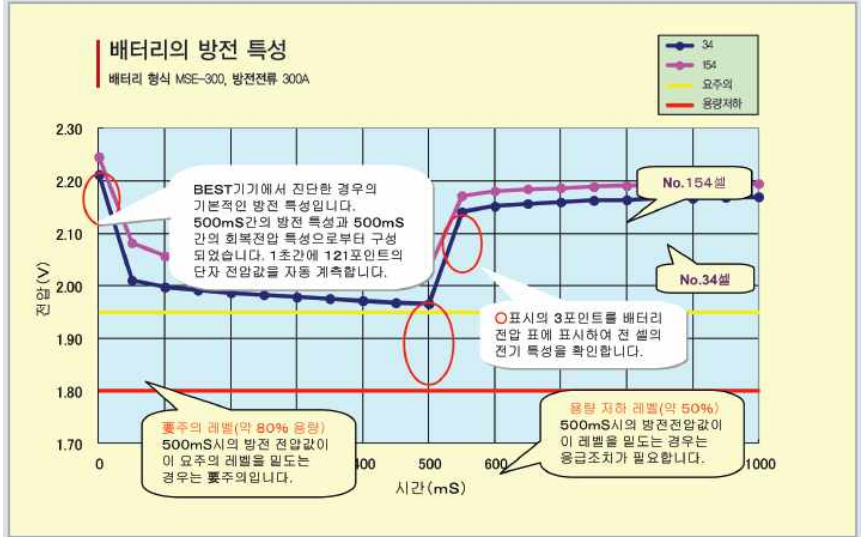 배터리의 방전 특성
배터리 형식 MSE-300, 방전전류 300A
34
154
요주의
용량저하
2.30
2.20
2.10
2.00
1.90
1.80
1.70
전압(V)
BEST기기에서 진단한 경우의
기본적인 방전 특성입니다.
500mS간의 방전 특성과 500mS
간의 회복전압 특성으로부터 구성
되었습니다. 1초간에 121포인트의
단자 전압값을 자동 계측합니다.
No.154셀
No.34셀
○표시의 3포인트를 배터리
전압 표에 표시하여 전 셀의
전기 특성을 확인합니다.
要주의 레벨(약 80% 용량)
500mS시의 방전 전압값이
이 요주의 레벨을 밑도는
경우는 要주의입니다.
용량 저하 레벨(약 50%)
500mS시의 방전전압값이
이 레벨을 밑도는 경우는
응급조치가 필요합니다.
0
400
500
600
1000
시간(mS)